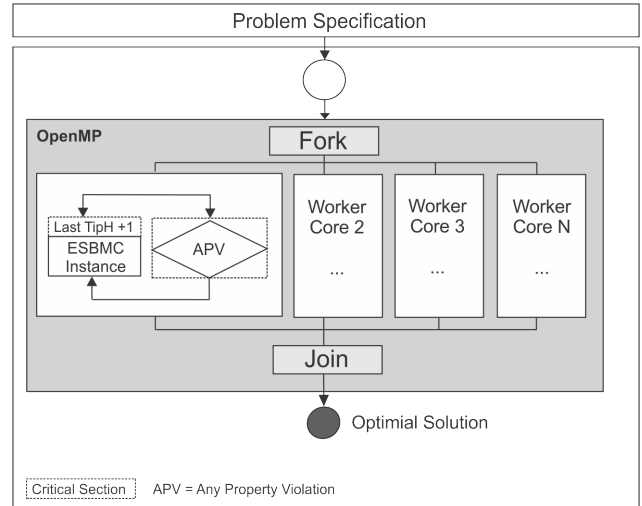 Problem Specification
OpenMP
Fork
Last TipH +1
ESBMC
Instance
APV
Worker
Core 2
...
Worker
Core 3
...
Worker
Core N
...
Join
Optimial Solution
Critical Section
APV = Any Property Violation